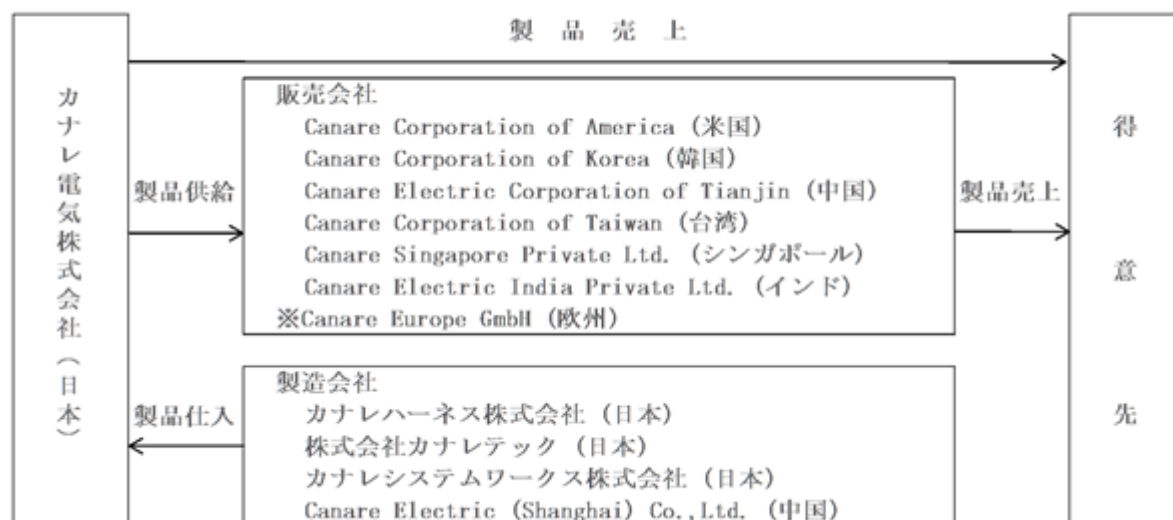 製品売上
カナレ電気株式会社（日本）
製品供給
販売会社
Canare Corporation of America (米国)
Canare Corporation of Korea (韓国)
Canare Electric Corporation of Tianjin (中国)
Canare Corporation of Taiwan (台湾)
Canare Singapore Private Ltd. (シンガポール)
Canare Electric India Private Ltd. (インド)
※Canare Europe GmbH (欧州)
製品売上
得意先
製品仕入
製造会社
カナレハーネス株式会社 (日本)
株式会社カナレテック (日本)
カナレシステムワークス株式会社 (日本)
Canare Electric (Shanghai) Co.,Ltd. (中国)